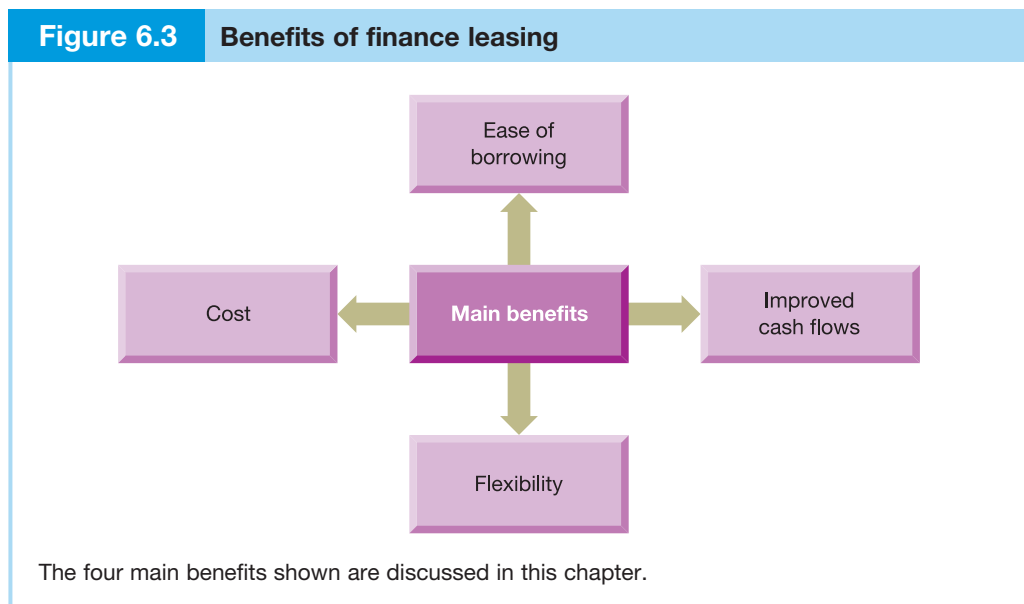 Figure 6.3 Benefits of finance leasing
Ease of
borrowing
Cost
Main benefits
Improved
cash flows
Flexibility
The four main benefits shown are discussed in this chapter.